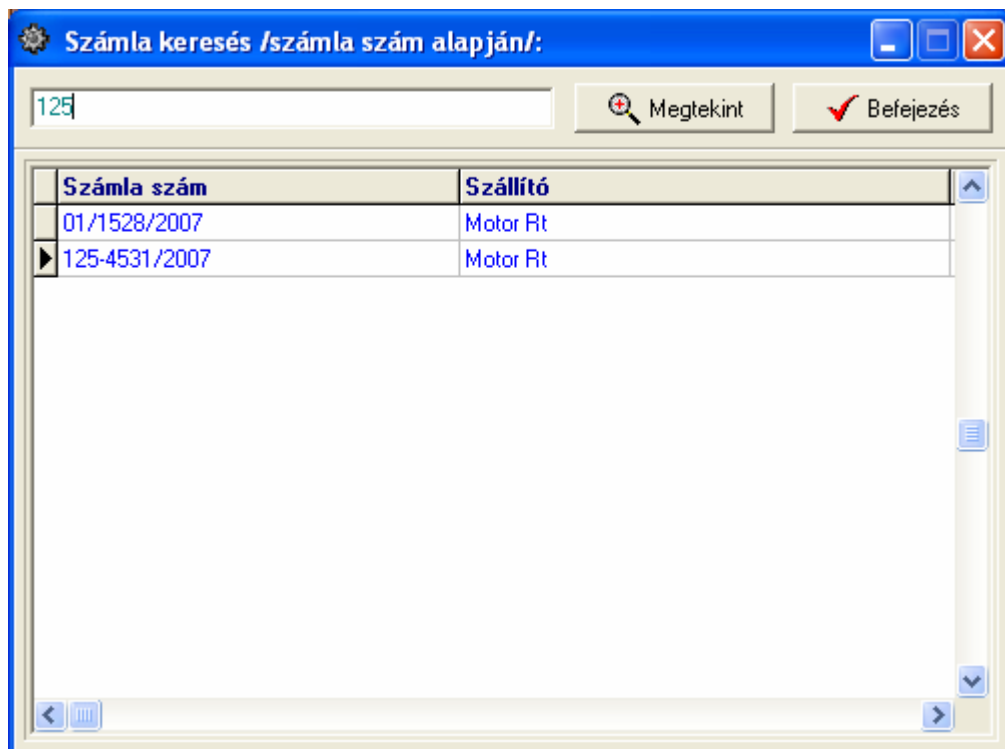 Számla keresés /számla szám alapján/:
125 Megtekint Befejezés
Számla szám Szállító
01/1528/2007 Motor Rt
125-4531/2007 Motor Rt